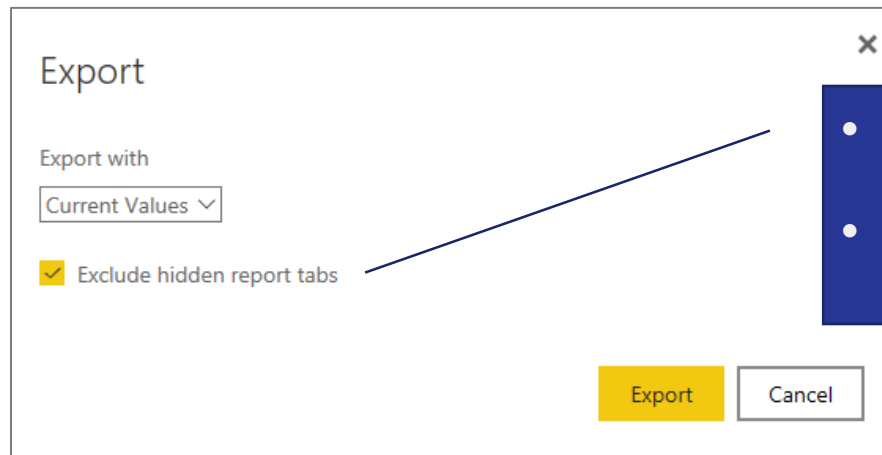 Export
Export with
Current Values
Exclude hidden report tabs
Export
Cancel